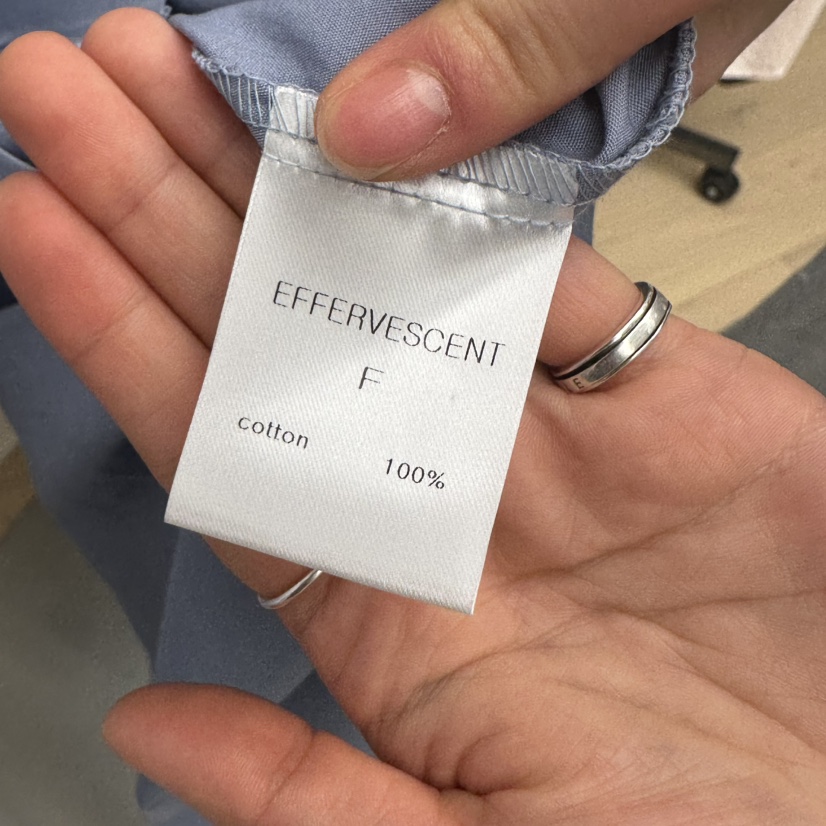 EFFERVESCENT
F
cotton 100%